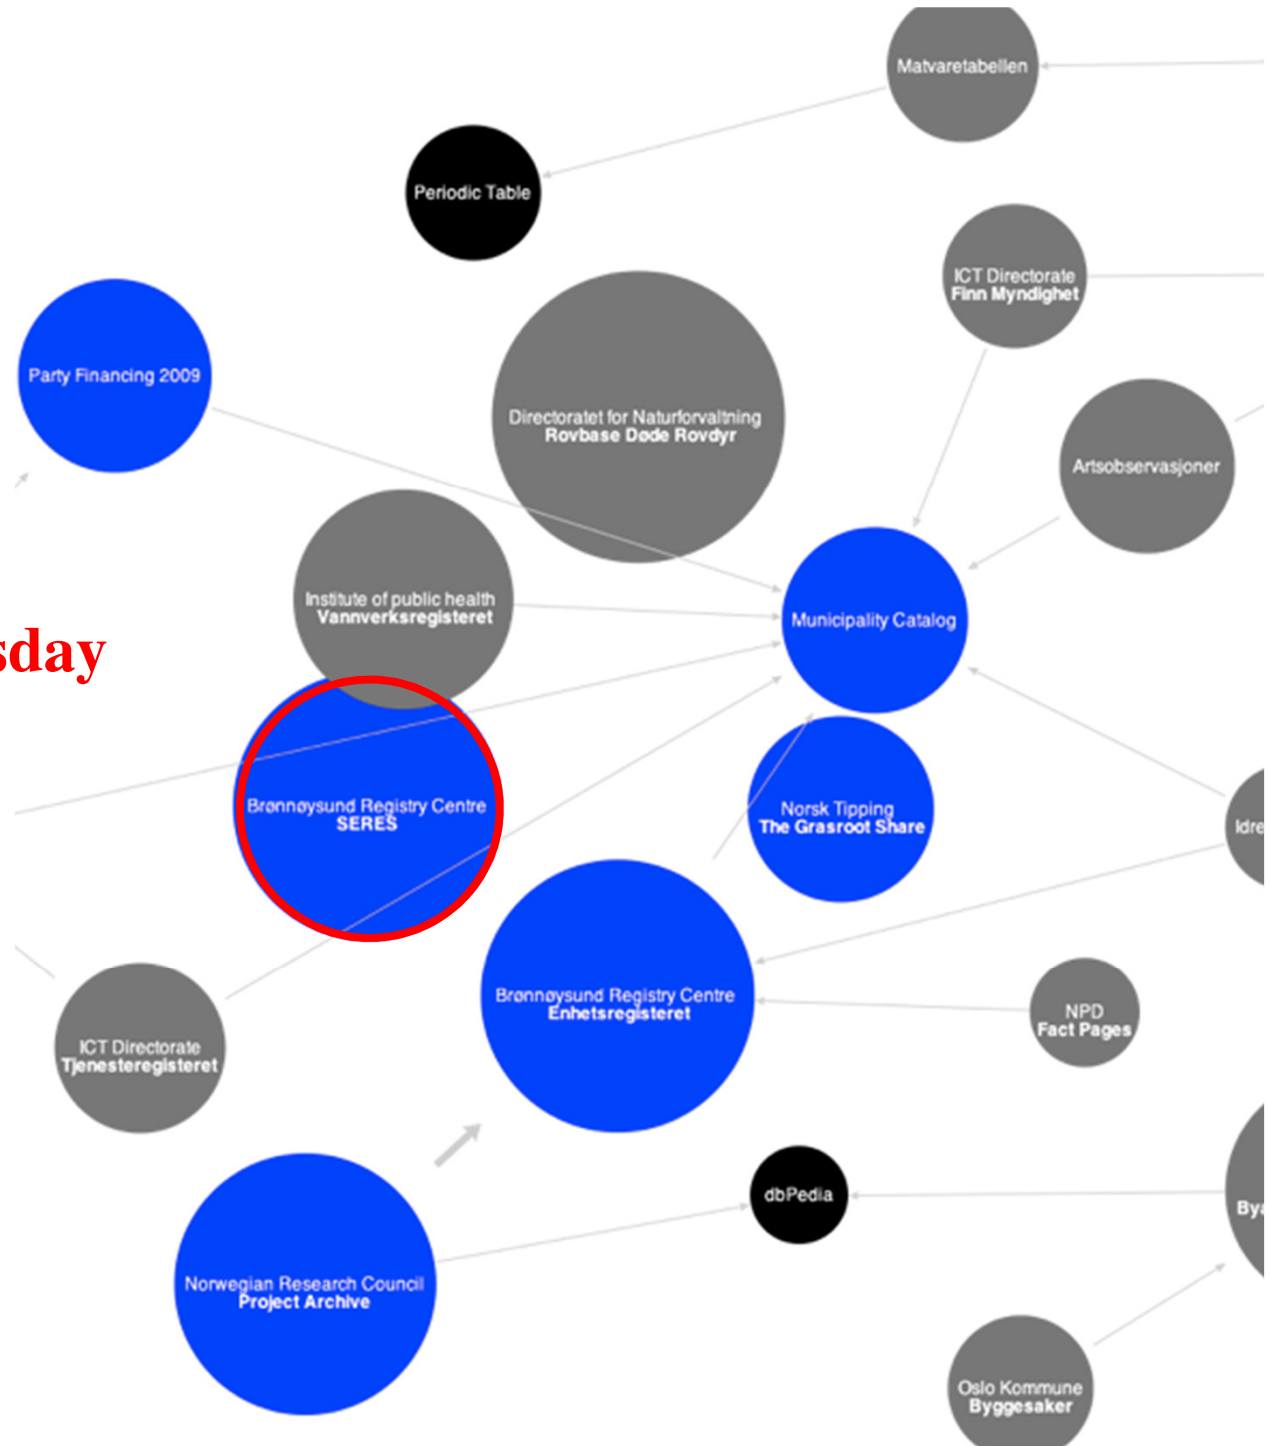 Matvaretabellen
Periodic Table
ICT Directorate
Finn Myndighet
Party Financing 2009
Directoratet for Naturforvaltning
Rovbase Døde Rovdyr
Artsobservasjoner
Institute of public health
Vannverksregisteret
Municipality Catalog
sday
Brønnøysund Registry Centre
SERES
Norsk Tipping
The Grasroot Share
Idre
Brønnøysund Registry Centre
Enhetsregisteret
NPD
Fact Pages
ICT Directorate
Tjenesteregisteret
dbPedia
Bya
Norwegian Research Council
Project Archive
Oslo Kommune
Byggesaker